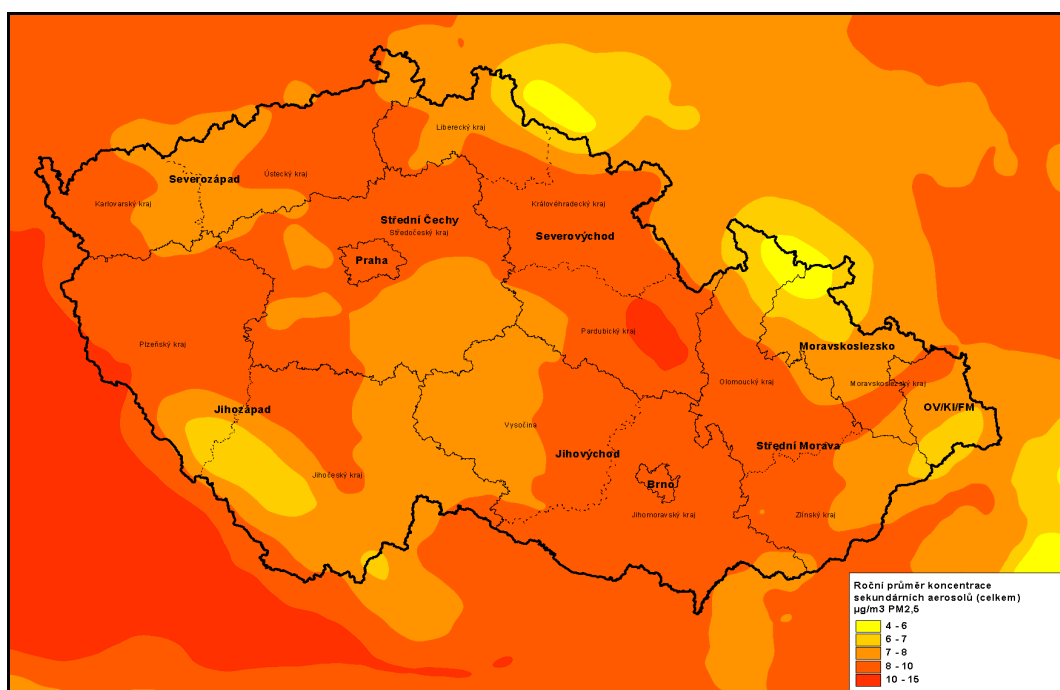 Liberecký kraj
Severozápad
Ústecký kraj
Karlovarský kraj
Královéhradecký kraj
Střední Čechy
Středočeský kraj
Severovýchod
Praha
Pardubický kraj
Plzeňský kraj
Moravskoslezsko
Olomoucký kraj
Moravskoslezský kraj
OV/KI/FM
Jihozápad
Vysočina
Střední Morava
Jihovýchod
Jihočeský kraj
Brno
Jihomoravský kraj
Zlínský kraj
Roční průměr koncentrace
sekundárních aerosolů (celkem)
µg/m3 PM2,5
4 - 6
6 - 7
7 - 8
8 - 10
10 - 15